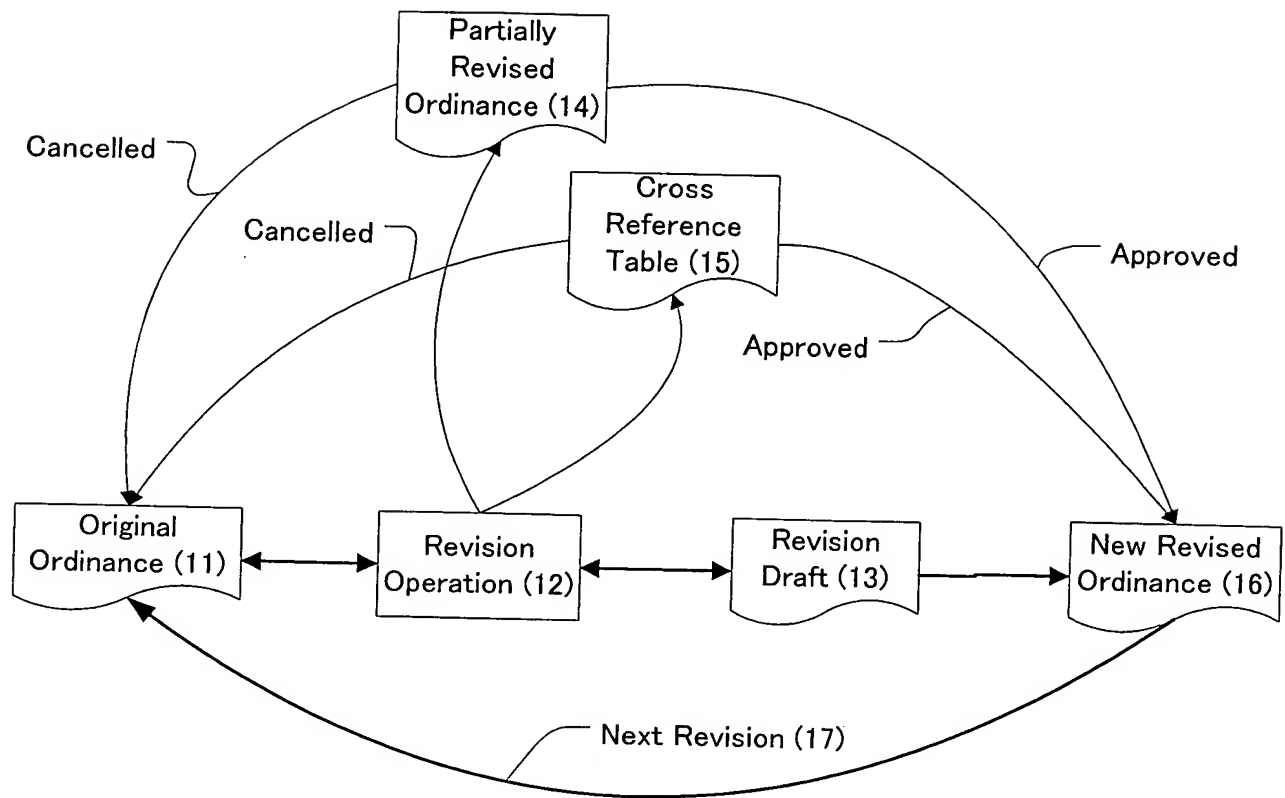 Partially
Revised
Ordinance (14)
Cancelled
Cross
Reference
Table (15)
Cancelled
Approved
Approved
Original
Ordinance (11)
Revision
Operation (12)
Revision
Draft (13)
New Revised
Ordinance (16)
Next Revision (17)